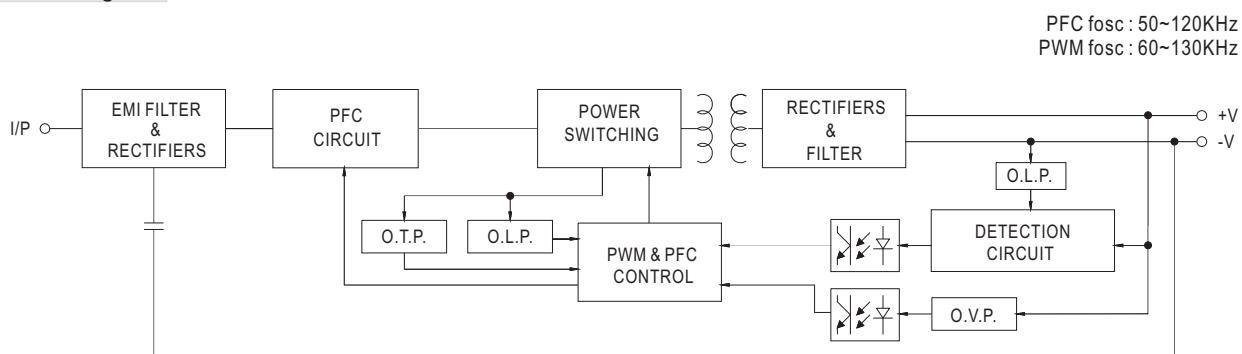 PFC fosc : 50~120KHz
PWM fosc : 60~130KHz
I/P
EMI FILTER
&
RECTIFIERS
PFC
CIRCUIT
POWER
SWITCHING
RECTIFIERS
&
FILTER
+V
-V
O.L.P.
O.T.P.
O.L.P.
PWM & PFC
CONTROL
DETECTION
CIRCUIT
O.V.P.